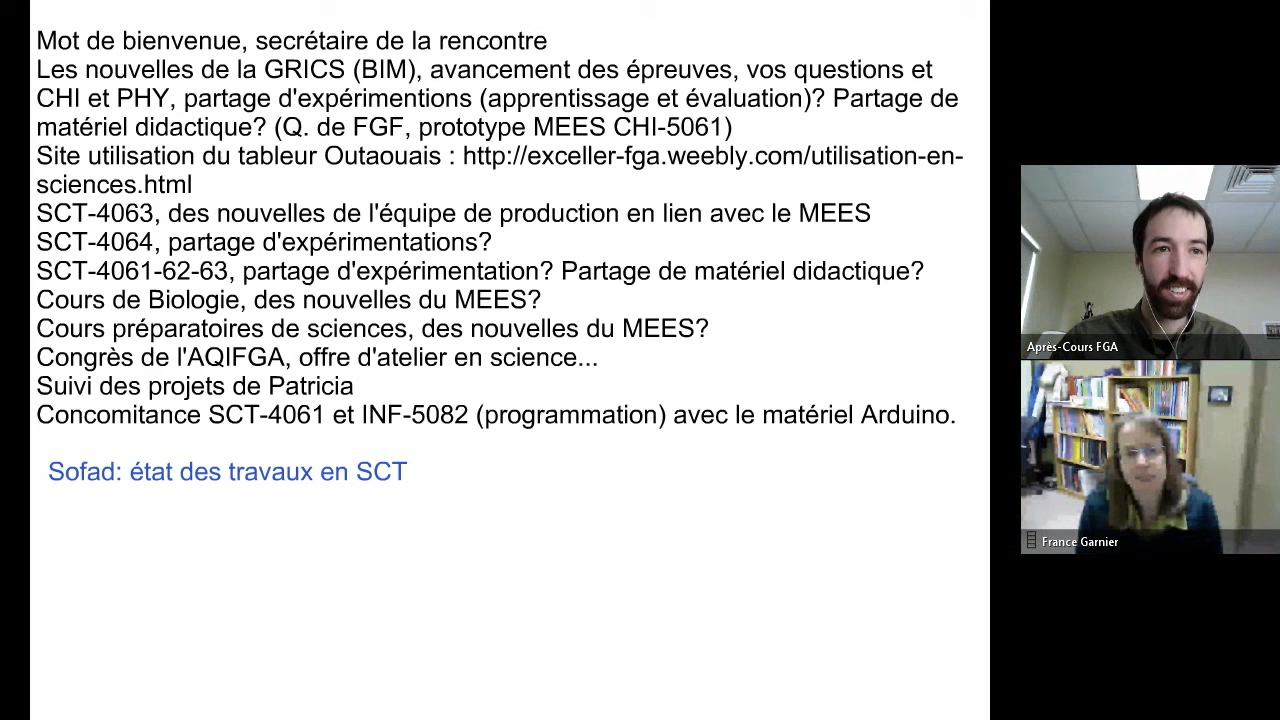 Mot de bienvenue, secrétaire de la rencontre
Les nouvelles de la GRICS (BIM), avancement des épreuves, vos questions et
CHI et PHY, partage d'expérimentions (apprentissage et évaluation)? Partage de
matériel didactique? (Q. de FGF, prototype MEES CHI-5061)
Site utilisation du tableur Outaouais : http://exceller-fga.weebly.com/utilisation-en-
sciences.html
SCT-4063, des nouvelles de l'équipe de production en lien avec le MEES
SCT-4064, partage d'expérimentations?
SCT-4061-62-63, partage d'expérimentation? Partage de matériel didactique?
Cours de Biologie, des nouvelles du MEES?
Cours préparatoires de sciences, des nouvelles du MEES?
Congrès de l'AQIFGA, offre d'atelier en science...
Suivi des projets de Patricia
Concomitance SCT-4061 et INF-5082 (programmation) avec le matériel Arduino.
Sofad: état des travaux en SCT
Après-Cours FGA
France Garnier